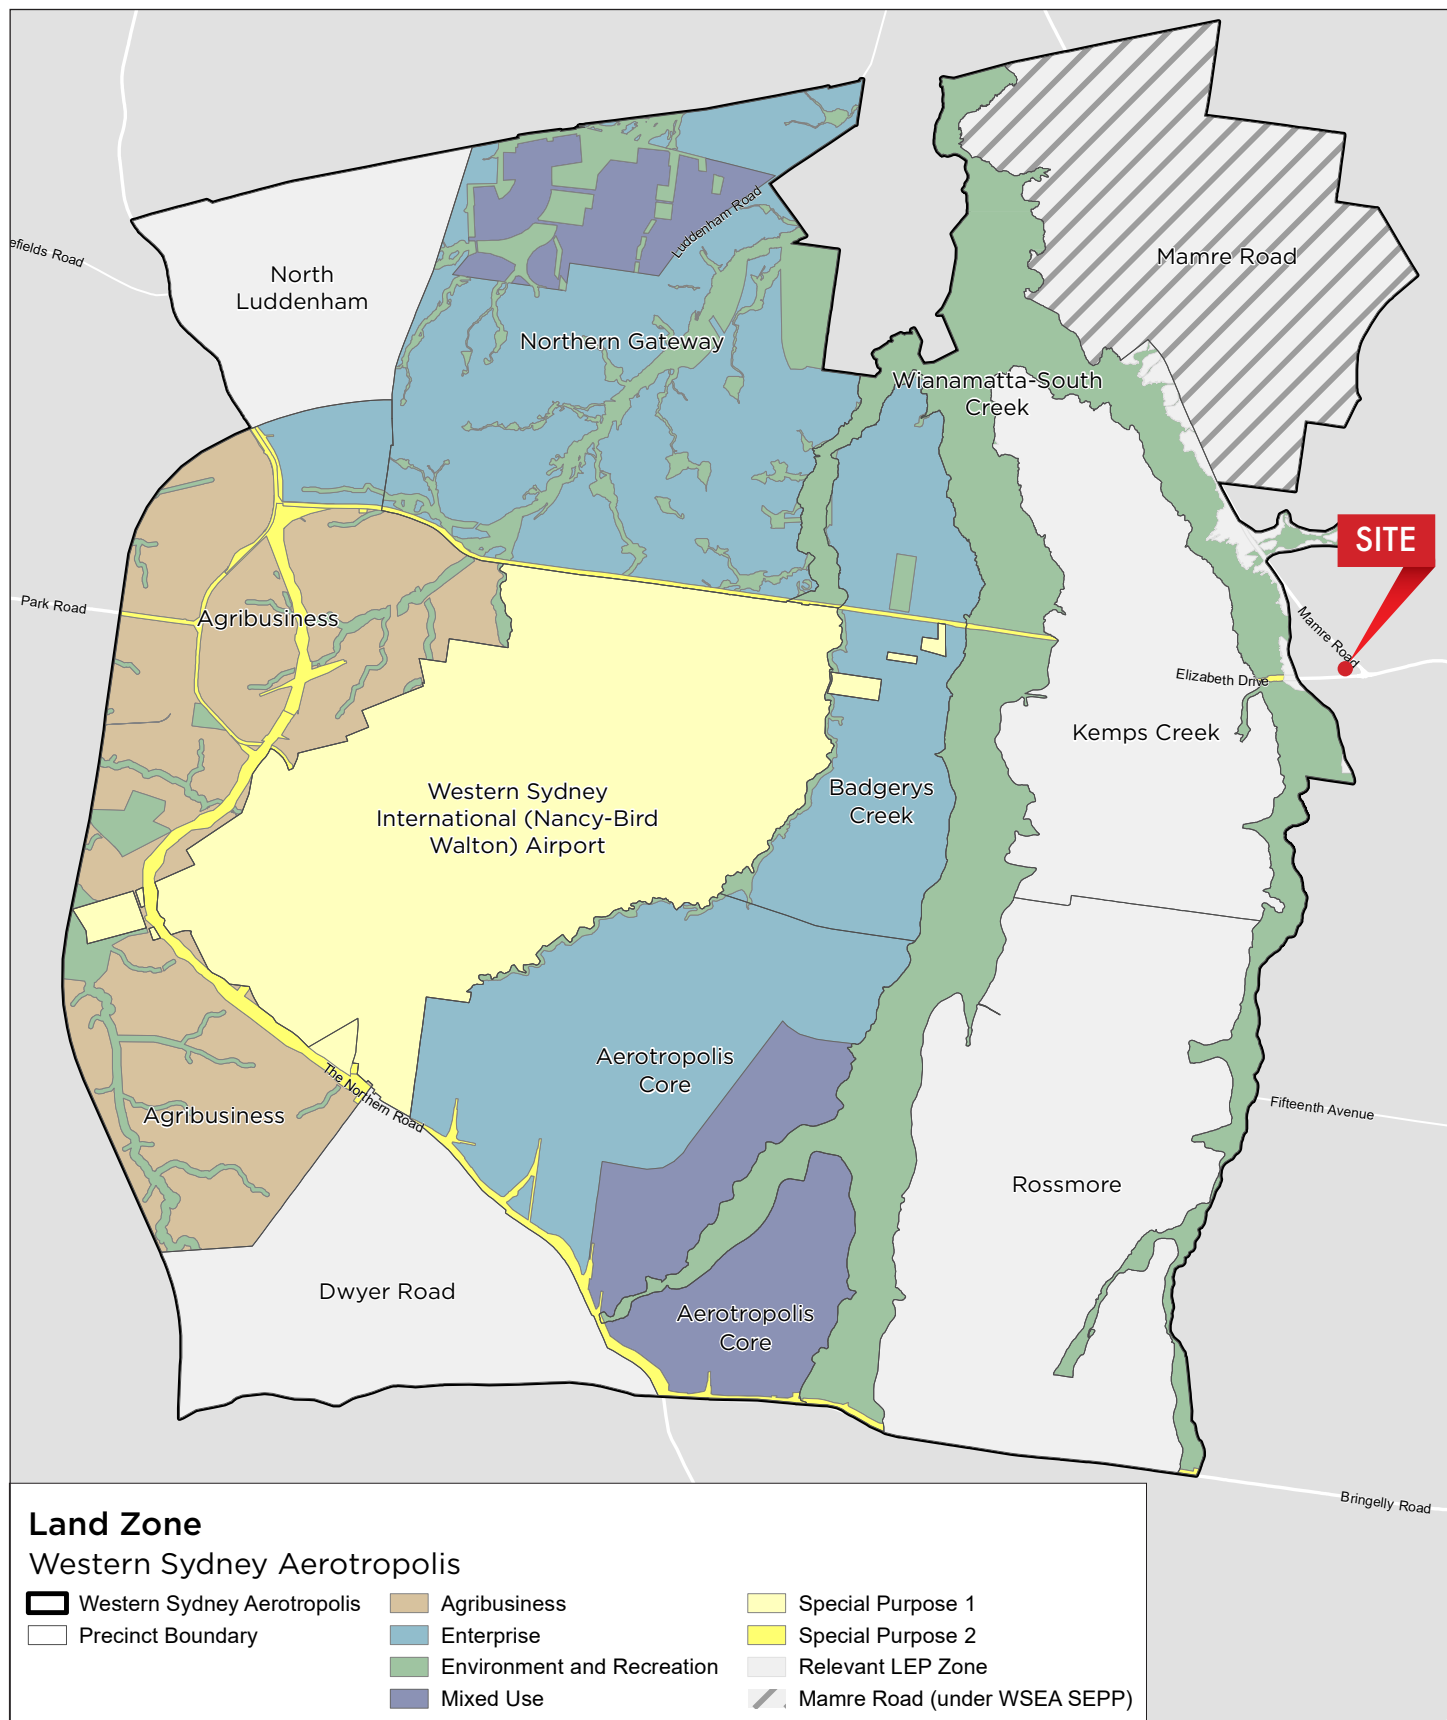 Mamre Road
efields Road
North
Luddenham
Luddenham Road
Northern Gateway
Wianamatta-South
Creek
SITE
Park Road
Agribusiness
Mamre Road
Elizabeth Drive
Kemps Creek
Western Sydney
International (Nancy-Bird
Walton) Airport
Badgerys
Creek
Aerotropolis
Core
The Northern Road
Agribusiness
Fifteenth Avenue
Rossmore
Dwyer Road
Aerotropolis
Core
Bringelly Road
Land Zone
Western Sydney Aerotropolis
Western Sydney Aerotropolis
Precinct Boundary
Agribusiness
Enterprise
Environment and Recreation
Mixed Use
Special Purpose 1
Special Purpose 2
Relevant LEP Zone
Mamre Road (under WSEA SEPP)